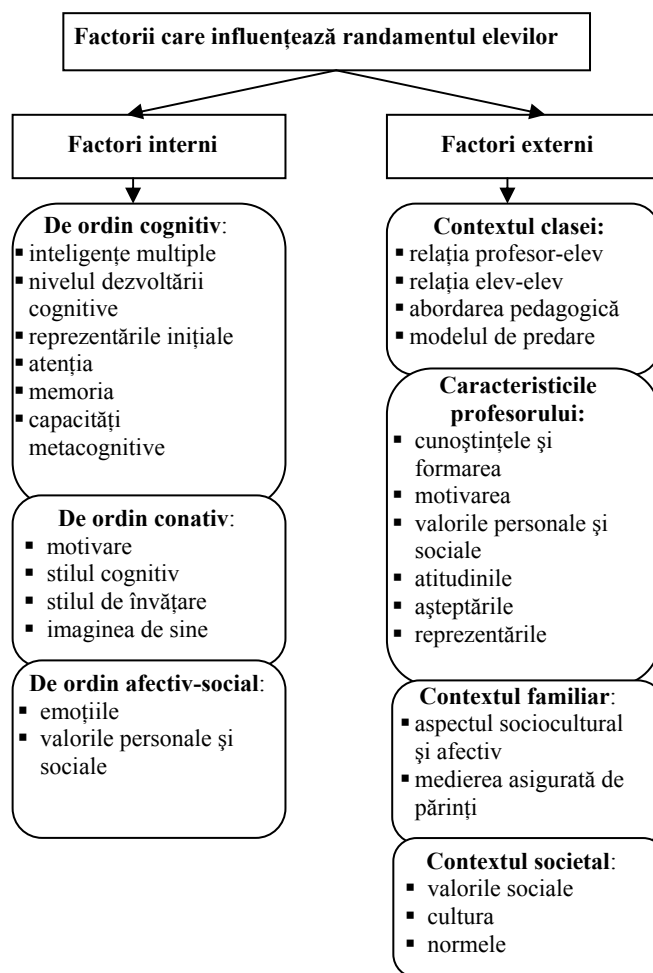 Factorii care influențează randamentul elevilor
Factori interni
De ordin cognitiv:
▪ inteligențe multiple
▪ nivelul dezvoltării
cognitive
▪ reprezentările inițiale
▪ atenția
▪ memoria
▪ capacități
metacognitive
De ordin conativ:
▪ motivare
▪ stilul cognitiv
▪ stilul de învățare
▪ imaginea de sine
De ordin afectiv-social:
▪ emoțiile
▪ valorile personale şi
sociale
Factori externi
Contextul clasei:
▪ relația profesor-elev
▪ relația elev-elev
▪ abordarea pedagogică
▪ modelul de predare
Caracteristicile
profesorului:
▪ cunoştințele şi
formarea
▪ motivarea
▪ valorile personale şi
sociale
▪ atitudinile
▪ aşteptările
▪ reprezentările
Contextul familiar:
▪ aspectul sociocultural
şi afectiv
▪ medierea asigurată de
părinți
Contextul societal:
▪ valorile sociale
▪ cultura
▪ normele